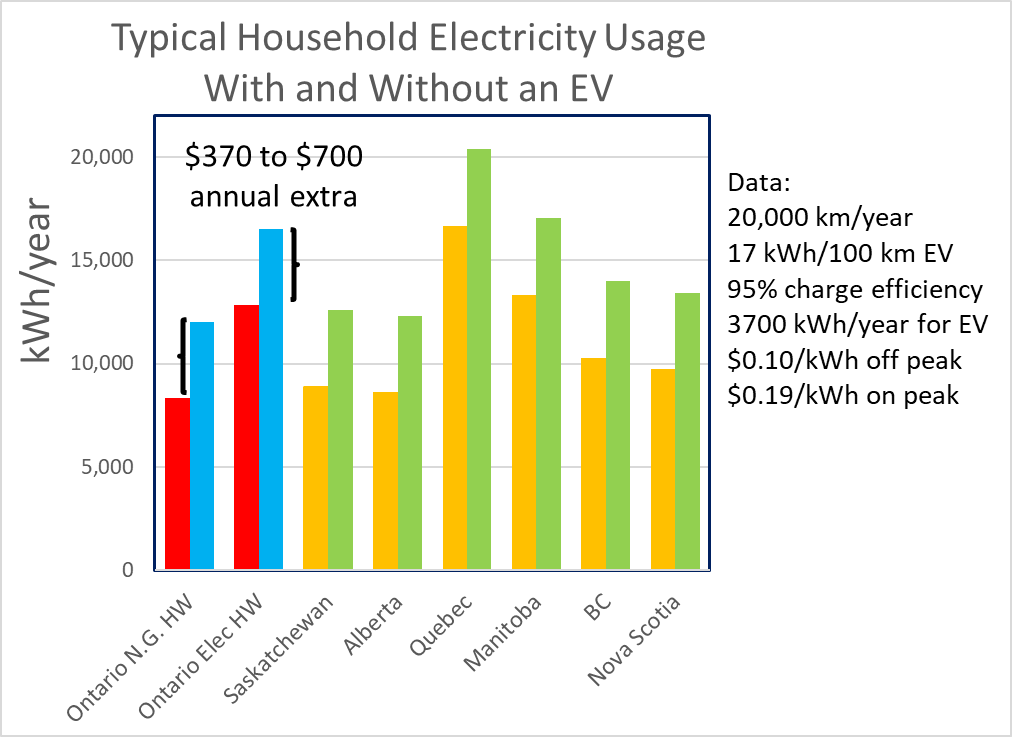 Typical Household Electricity Usage
With and Without an EV
kWh/year
20,000
15,000
10,000
5,000
0
$370 to $700
annual extra
Ontario N.G. HW
Ontario Elec HW
Saskatchewan
Alberta
Quebec
Manitoba
BC
Nova Scotia
Data:
20,000 km/year
17 kWh/100 km EV
95% charge efficiency
3700 kWh/year for EV
$0.10/kWh off peak
$0.19/kWh on peak